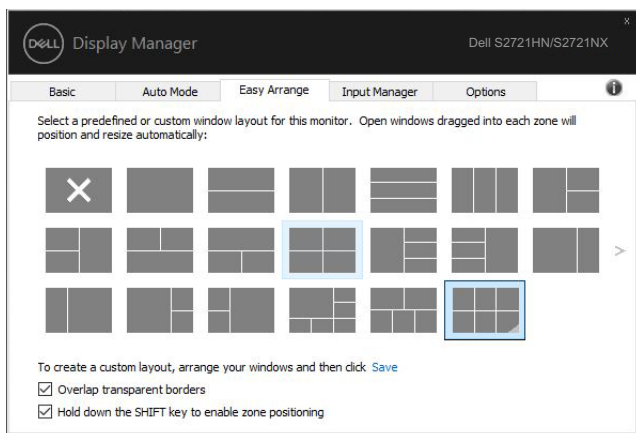 DELL Display Manager Dell S2721HN/S2721NX x
Basic Auto Mode Easy Arrange Input Manager Options
Select a predefined or custom window layout for this monitor. Open windows dragged into each zone will
position and resize automatically:
To create a custom layout, arrange your windows and then click Save
Overlap transparent borders
Hold down the SHIFT key to enable zone positioning